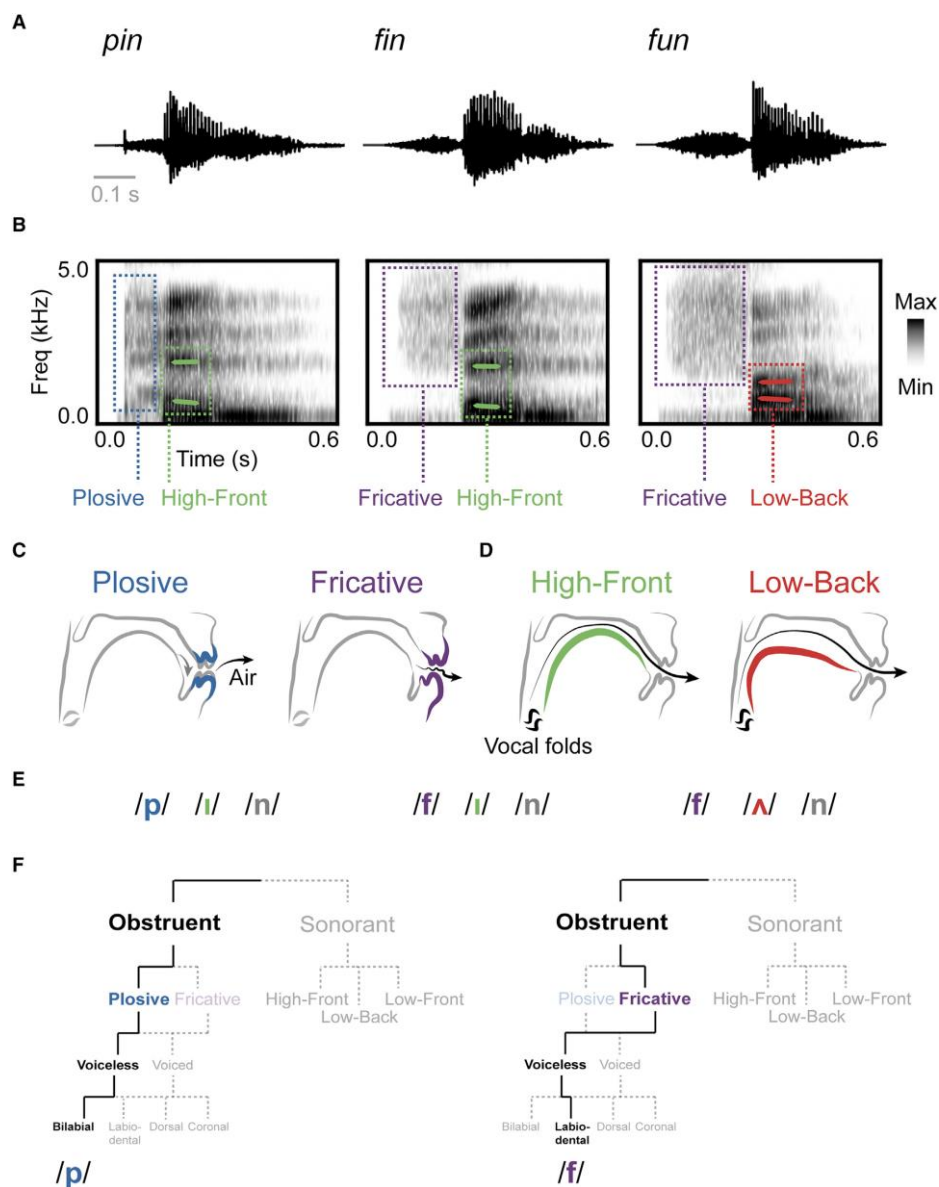 A
pin fin fun
0.1 s
B
5.0
Freq (kHz)
0.0
0.0 0.6 0.0 0.6 0.0 0.6
Time (s)
Max
Min
Plosive High-Front Fricative High-Front Fricative Low-Back
C D
Plosive Fricative High-Front Low-Back
Air
Vocal folds
E
/p/ /ɪ/ /n/ /f/ /ɪ/ /n/ /f/ /ʌ/ /n/
F
Obstruent Sonorant Obstruent Sonorant
Plosive Fricative High-Front Low-Front Plosive Fricative High-Front Low-Front
Low-Back Low-Back
Voiceless Voiced Voiceless Voiced
Bilabial Labio- Dorsal Coronal Bilabial Labio- Dorsal Coronal
dental dental
/p/ /f/